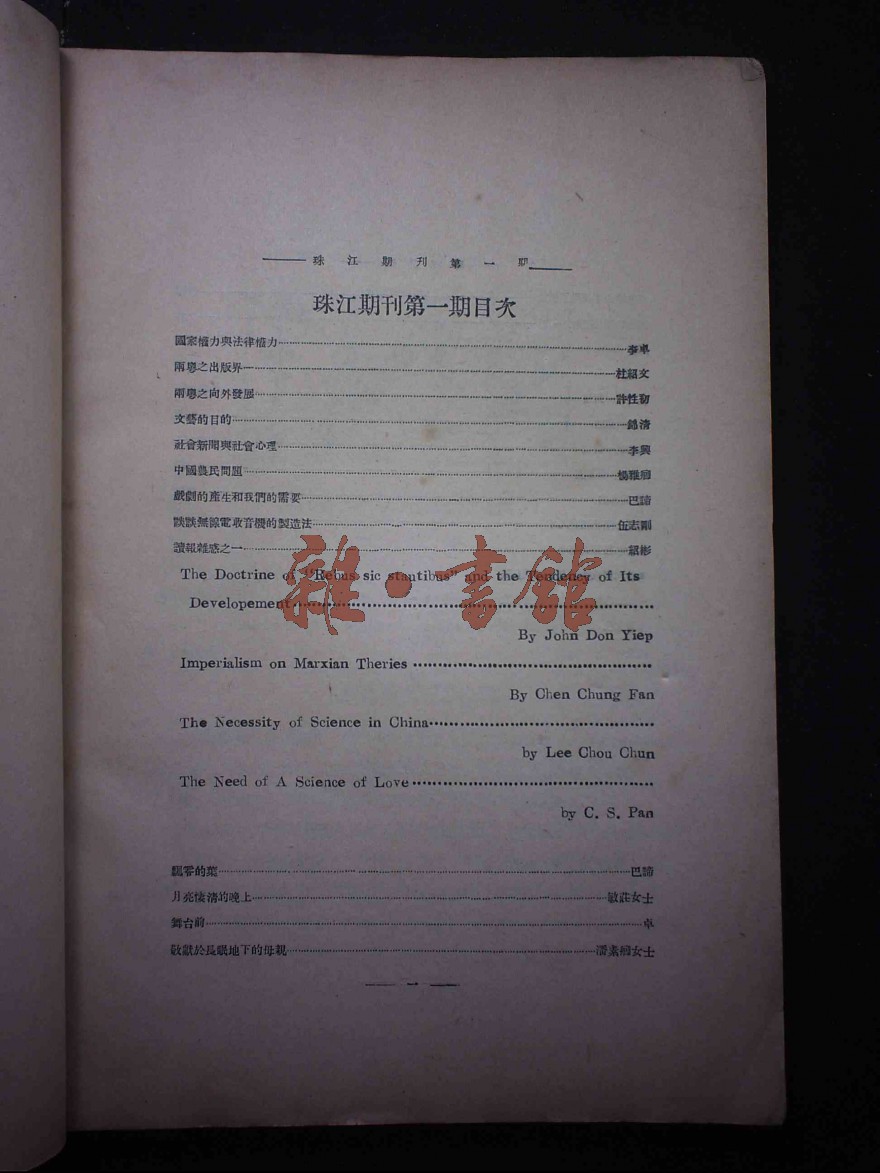 珠江期刊第一期
珠江期刊第一期目次
國家權力與法律權力……李卓
兩粵之出版界……杜紹文
兩粵之向外發展……許性初
文藝的目的……錦清
社會新聞與社會心理……李興
中國農民問題……楊雅
戲劇的產生和我們的需要……巴諦
談談無線電收音機的製造法……伍志剛
讀報雜感之一……紹彬
The Doctrine of "Rebus sic stantibus" and the Tendency of Its
Developement……
By John Don Yiep
Imperialism on Marxian Theries……
By Chen Chung Fan
The Necessity of Science in China……
by Lee Chou Chun
The Need of A Science of Love……
by C. S. Pan
飄零的葉……巴諦
月亮悽清的晚上……敏莊女士
舞台前……卓
敬獻於長眠地下的母親……潘素女士
一
雜·書館